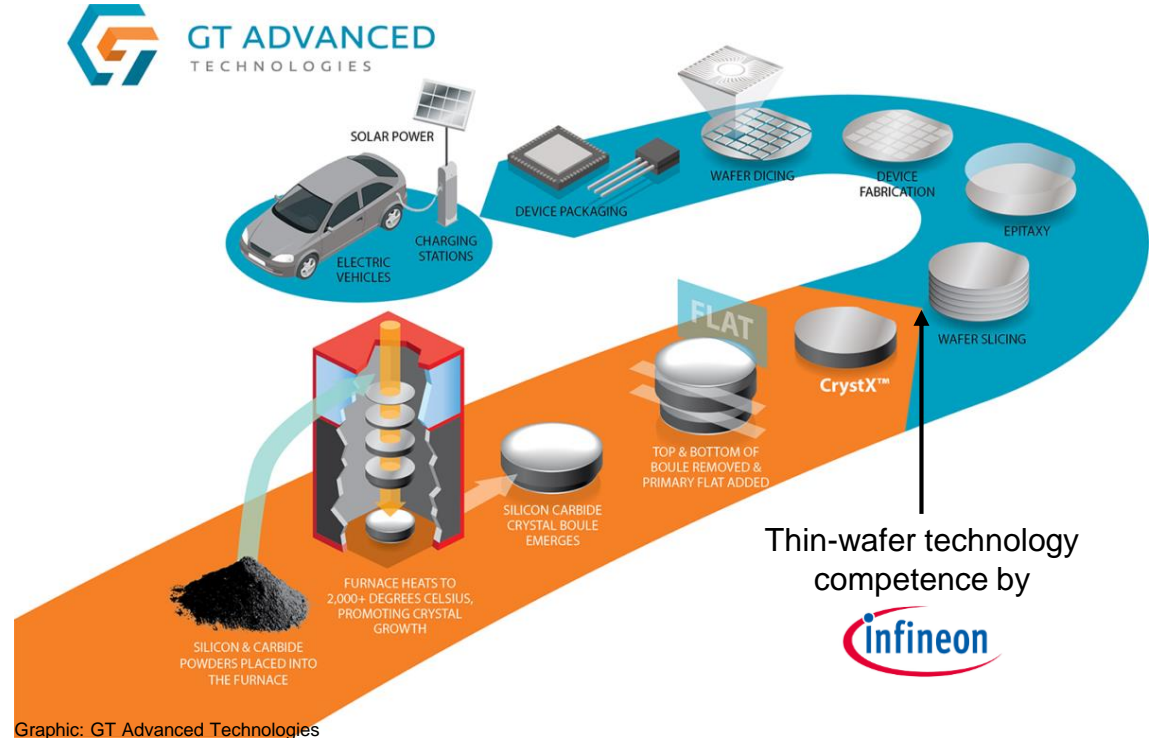 GT ADVANCED
TECHNOLOGIES
SOLAR POWER
CHARGING
STATIONS
ELECTRIC
VEHICLES
DEVICE PACKAGING
WAFER DICING
DEVICE
FABRICATION
EPITAXY
WAFER SLICING
FLAT
CrystX™
TOP & BOTTOM OF
BOULE REMOVED &
PRIMARY FLAT ADDED
SILICON CARBIDE
CRYSTAL BOULE
EMERGES
FURNACE HEATS TO
2,000+ DEGREES CELSIUS,
PROMOTING CRYSTAL
GROWTH
SILICON & CARBIDE
POWDERS PLACED INTO
THE FURNACE
Thin-wafer technology
competence by
infineon
Graphic: GT Advanced Technologies